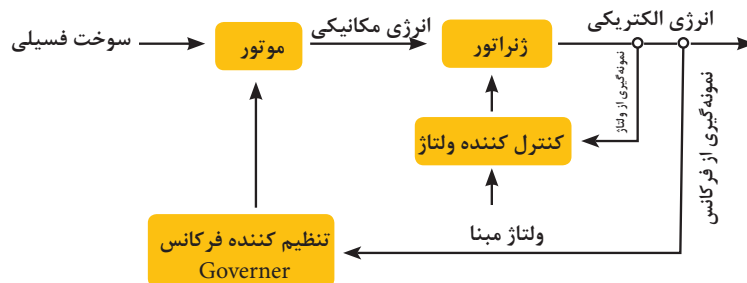 سوخت فسیلی
موتور
انرژی مکانیکی
ژنراتور
انرژی الکتریکی
نمونه‌گیری از ولتاژ
نمونه‌گیری از فرکانس
کنترل کننده ولتاژ
ولتاژ مبنا
تنظیم کننده فرکانس
Governer